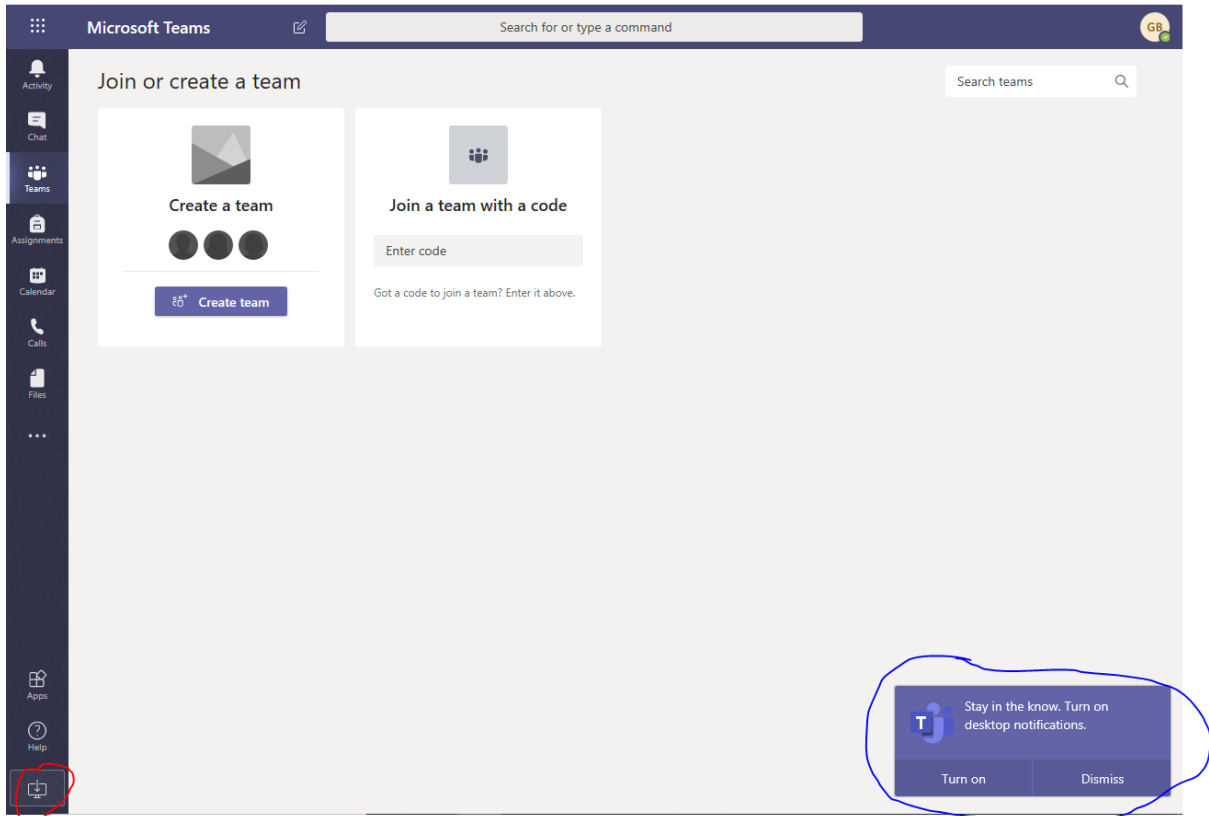 Microsoft Teams
Search for or type a command
GB
Activity
Chat
Teams
Assignments
Calendar
Calls
Files
Apps
Help
Join or create a team
Search teams
Create a team
Create team
Join a team with a code
Enter code
Got a code to join a team? Enter it above.
T
Stay in the know. Turn on
desktop notifications.
Turn on
Dismiss